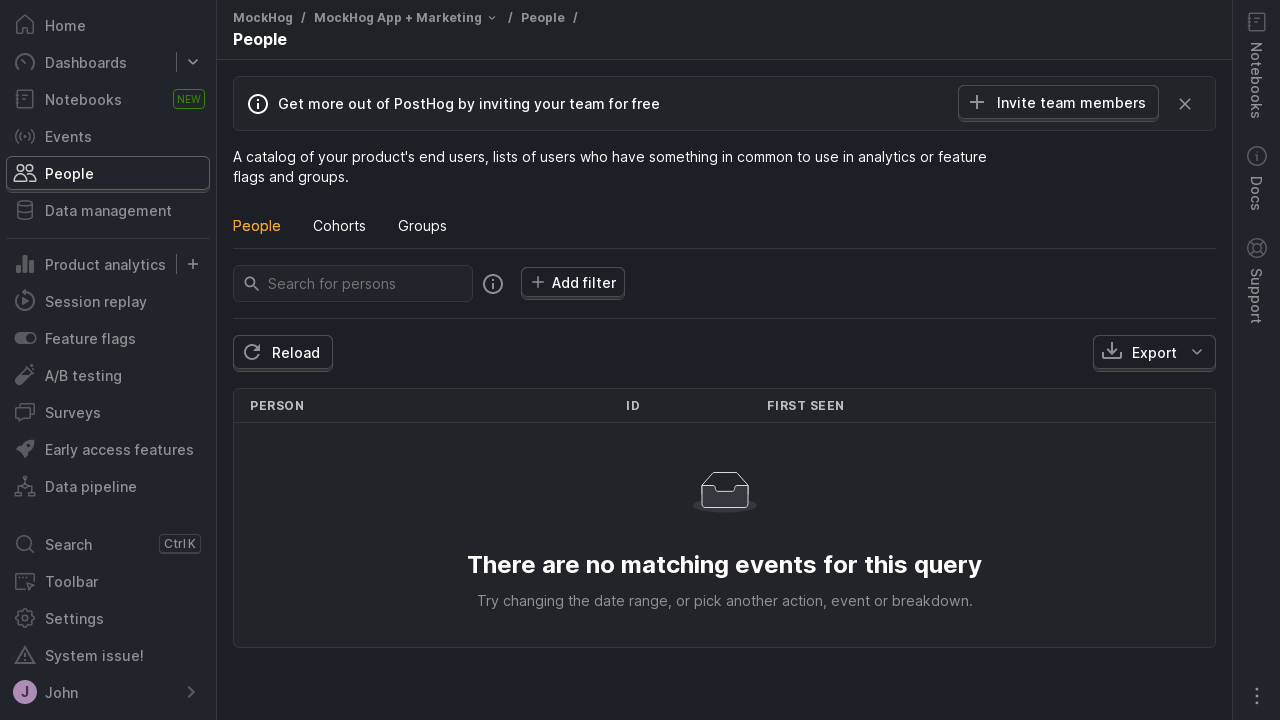 Home
Dashboards
Notebooks NEW
Events
People
Data management
Product analytics
Session replay
Feature flags
A/B testing
Surveys
Early access features
Data pipeline
Search Ctrl K
Toolbar
Settings
System issue!
J John
MockHog / MockHog App + Marketing / People /
People
Get more out of PostHog by inviting your team for free
Invite team members
A catalog of your product's end users, lists of users who have something in common to use in analytics or feature
flags and groups.
People Cohorts Groups
Search for persons
Add filter
Reload
Export
PERSON ID FIRST SEEN
There are no matching events for this query
Try changing the date range, or pick another action, event or breakdown.
Notebooks
Docs
Support